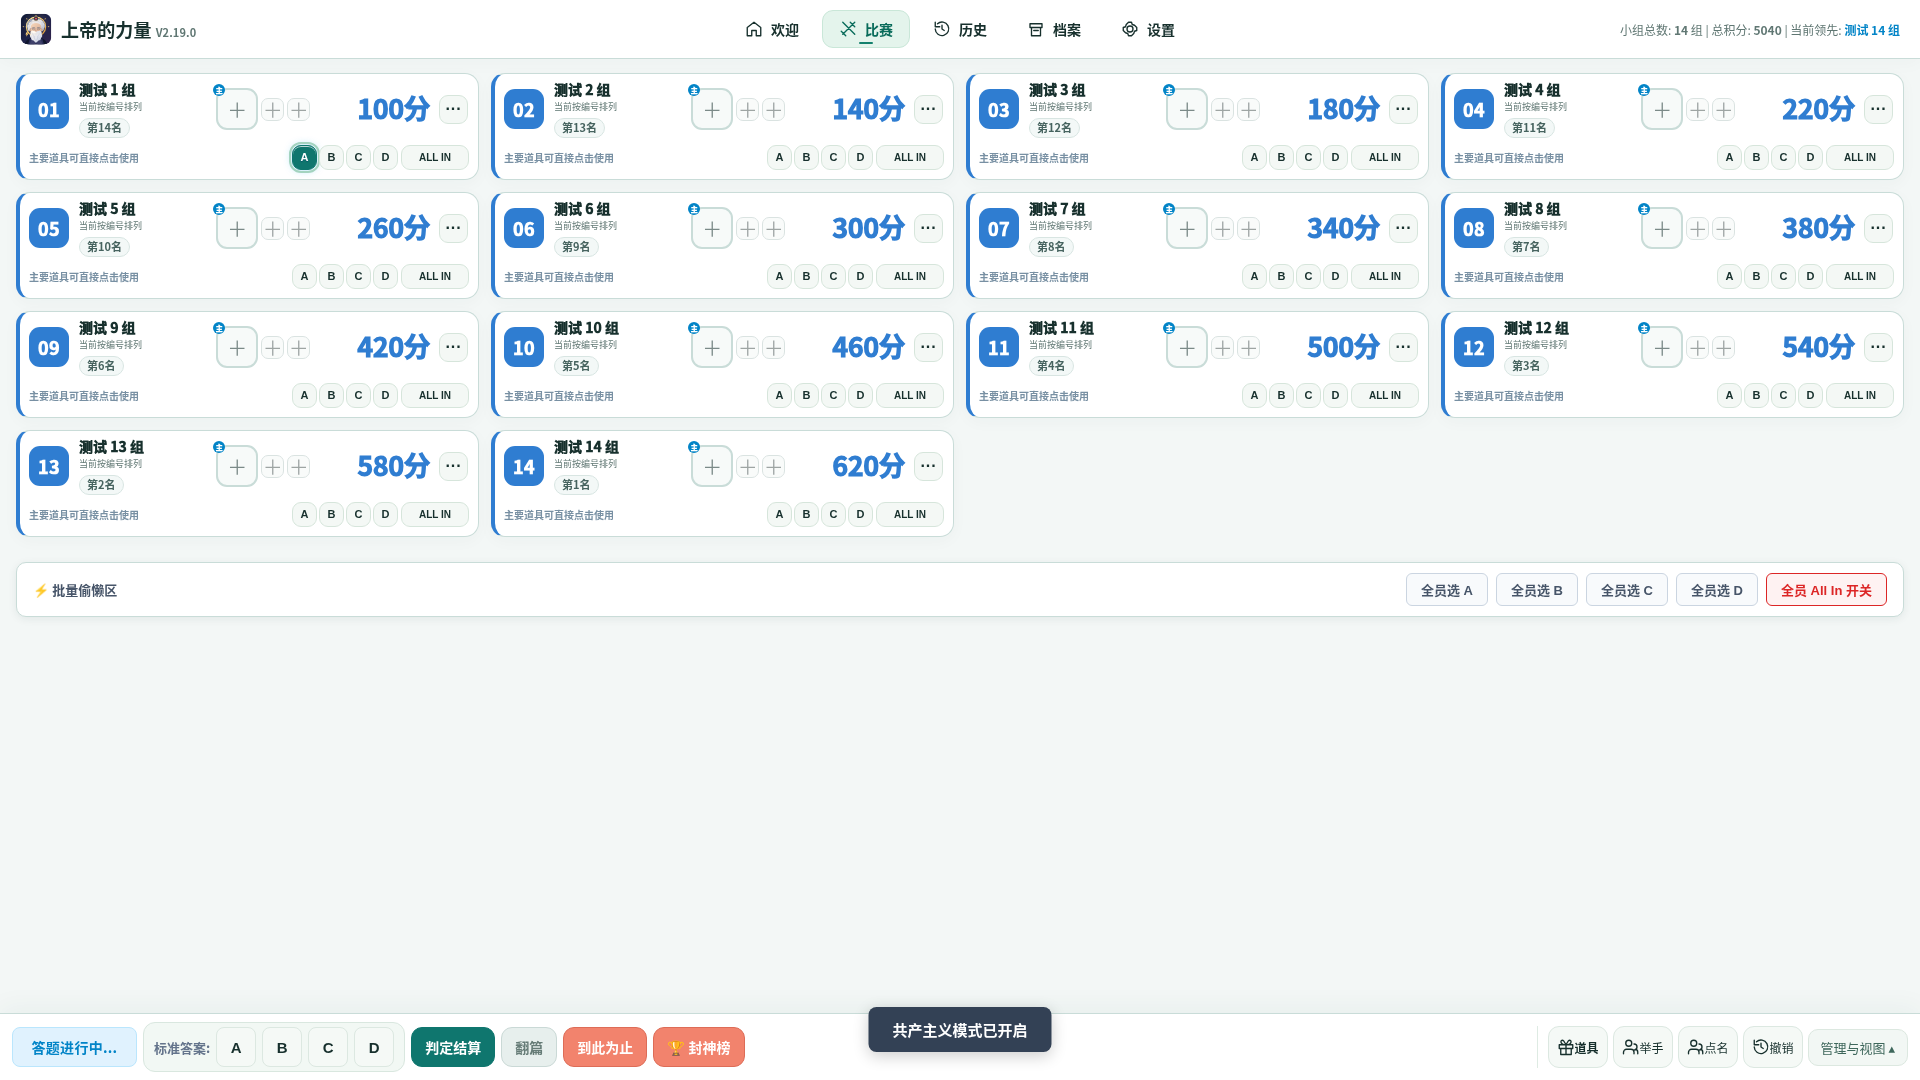 上帝的力量 V2.19.0
欢迎 比赛 历史 档案 设置
小组总数: 14 组 | 总积分: 5040 | 当前领先: 测试 14 组
01 测试 1 组 当前按编号排列 第14名 主 100分 ···
主要道具可直接点击使用 A B C D ALL IN
02 测试 2 组 当前按编号排列 第13名 主 140分 ···
主要道具可直接点击使用 A B C D ALL IN
03 测试 3 组 当前按编号排列 第12名 主 180分 ···
主要道具可直接点击使用 A B C D ALL IN
04 测试 4 组 当前按编号排列 第11名 主 220分 ···
主要道具可直接点击使用 A B C D ALL IN
05 测试 5 组 当前按编号排列 第10名 主 260分 ···
主要道具可直接点击使用 A B C D ALL IN
06 测试 6 组 当前按编号排列 第9名 主 300分 ···
主要道具可直接点击使用 A B C D ALL IN
07 测试 7 组 当前按编号排列 第8名 主 340分 ···
主要道具可直接点击使用 A B C D ALL IN
08 测试 8 组 当前按编号排列 第7名 主 380分 ···
主要道具可直接点击使用 A B C D ALL IN
09 测试 9 组 当前按编号排列 第6名 主 420分 ···
主要道具可直接点击使用 A B C D ALL IN
10 测试 10 组 当前按编号排列 第5名 主 460分 ···
主要道具可直接点击使用 A B C D ALL IN
11 测试 11 组 当前按编号排列 第4名 主 500分 ···
主要道具可直接点击使用 A B C D ALL IN
12 测试 12 组 当前按编号排列 第3名 主 540分 ···
主要道具可直接点击使用 A B C D ALL IN
13 测试 13 组 当前按编号排列 第2名 主 580分 ···
主要道具可直接点击使用 A B C D ALL IN
14 测试 14 组 当前按编号排列 第1名 主 620分 ···
主要道具可直接点击使用 A B C D ALL IN
⚡ 批量偷懒区 全员选 A 全员选 B 全员选 C 全员选 D 全员 All In 开关
共产主义模式已开启
答题进行中... 标准答案: A B C D 判定结算 翻篇 到此为止 🏆 封神榜 道具 举手 点名 撤销 管理与视图 ▴